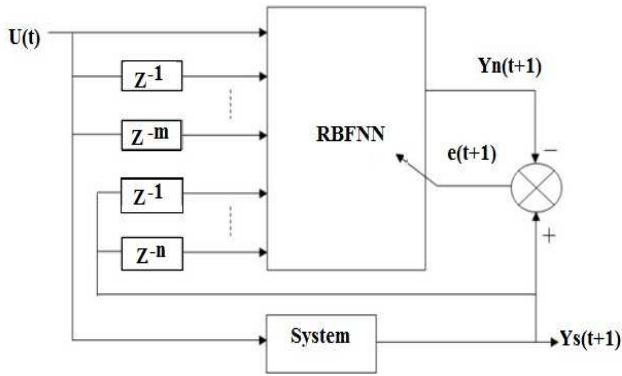 U(t)
Z-1
Z-m
Z-1
Z-n
RBFNN
Yn(t+1)
−
e(t+1)
+
System
Ys(t+1)